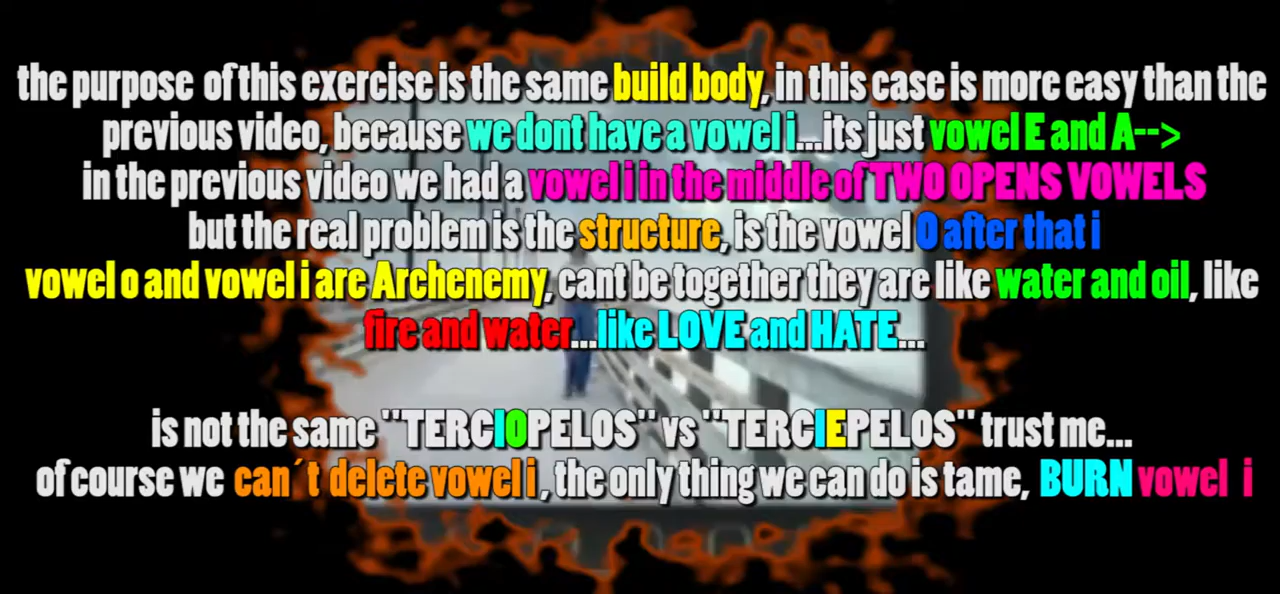 the purpose of this exercise is the same build body, in this case is more easy than the
previous video, because we dont have a vowel i...its just vowel E and A-->
in the previous video we had a vowel i in the middle of TWO OPENS VOWELS
but the real problem is the structure, is the vowel O after that i
vowel o and vowel i are Archenemy, cant be together they are like water and oil, like
fire and water...like LOVE and HATE...
is not the same "TERCIOPELOS" vs "TERCIEPELOS" trust me...
of course we can´t delete vowel i, the only thing we can do is tame, BURN vowel i